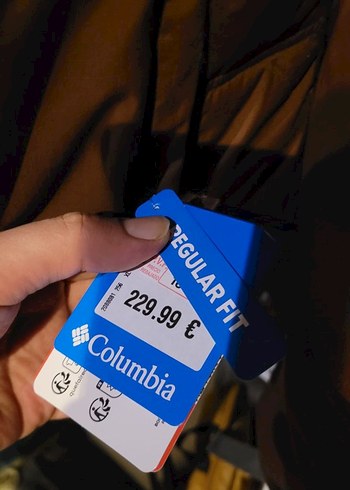 REGULAR FIT
229.99 €
Columbia